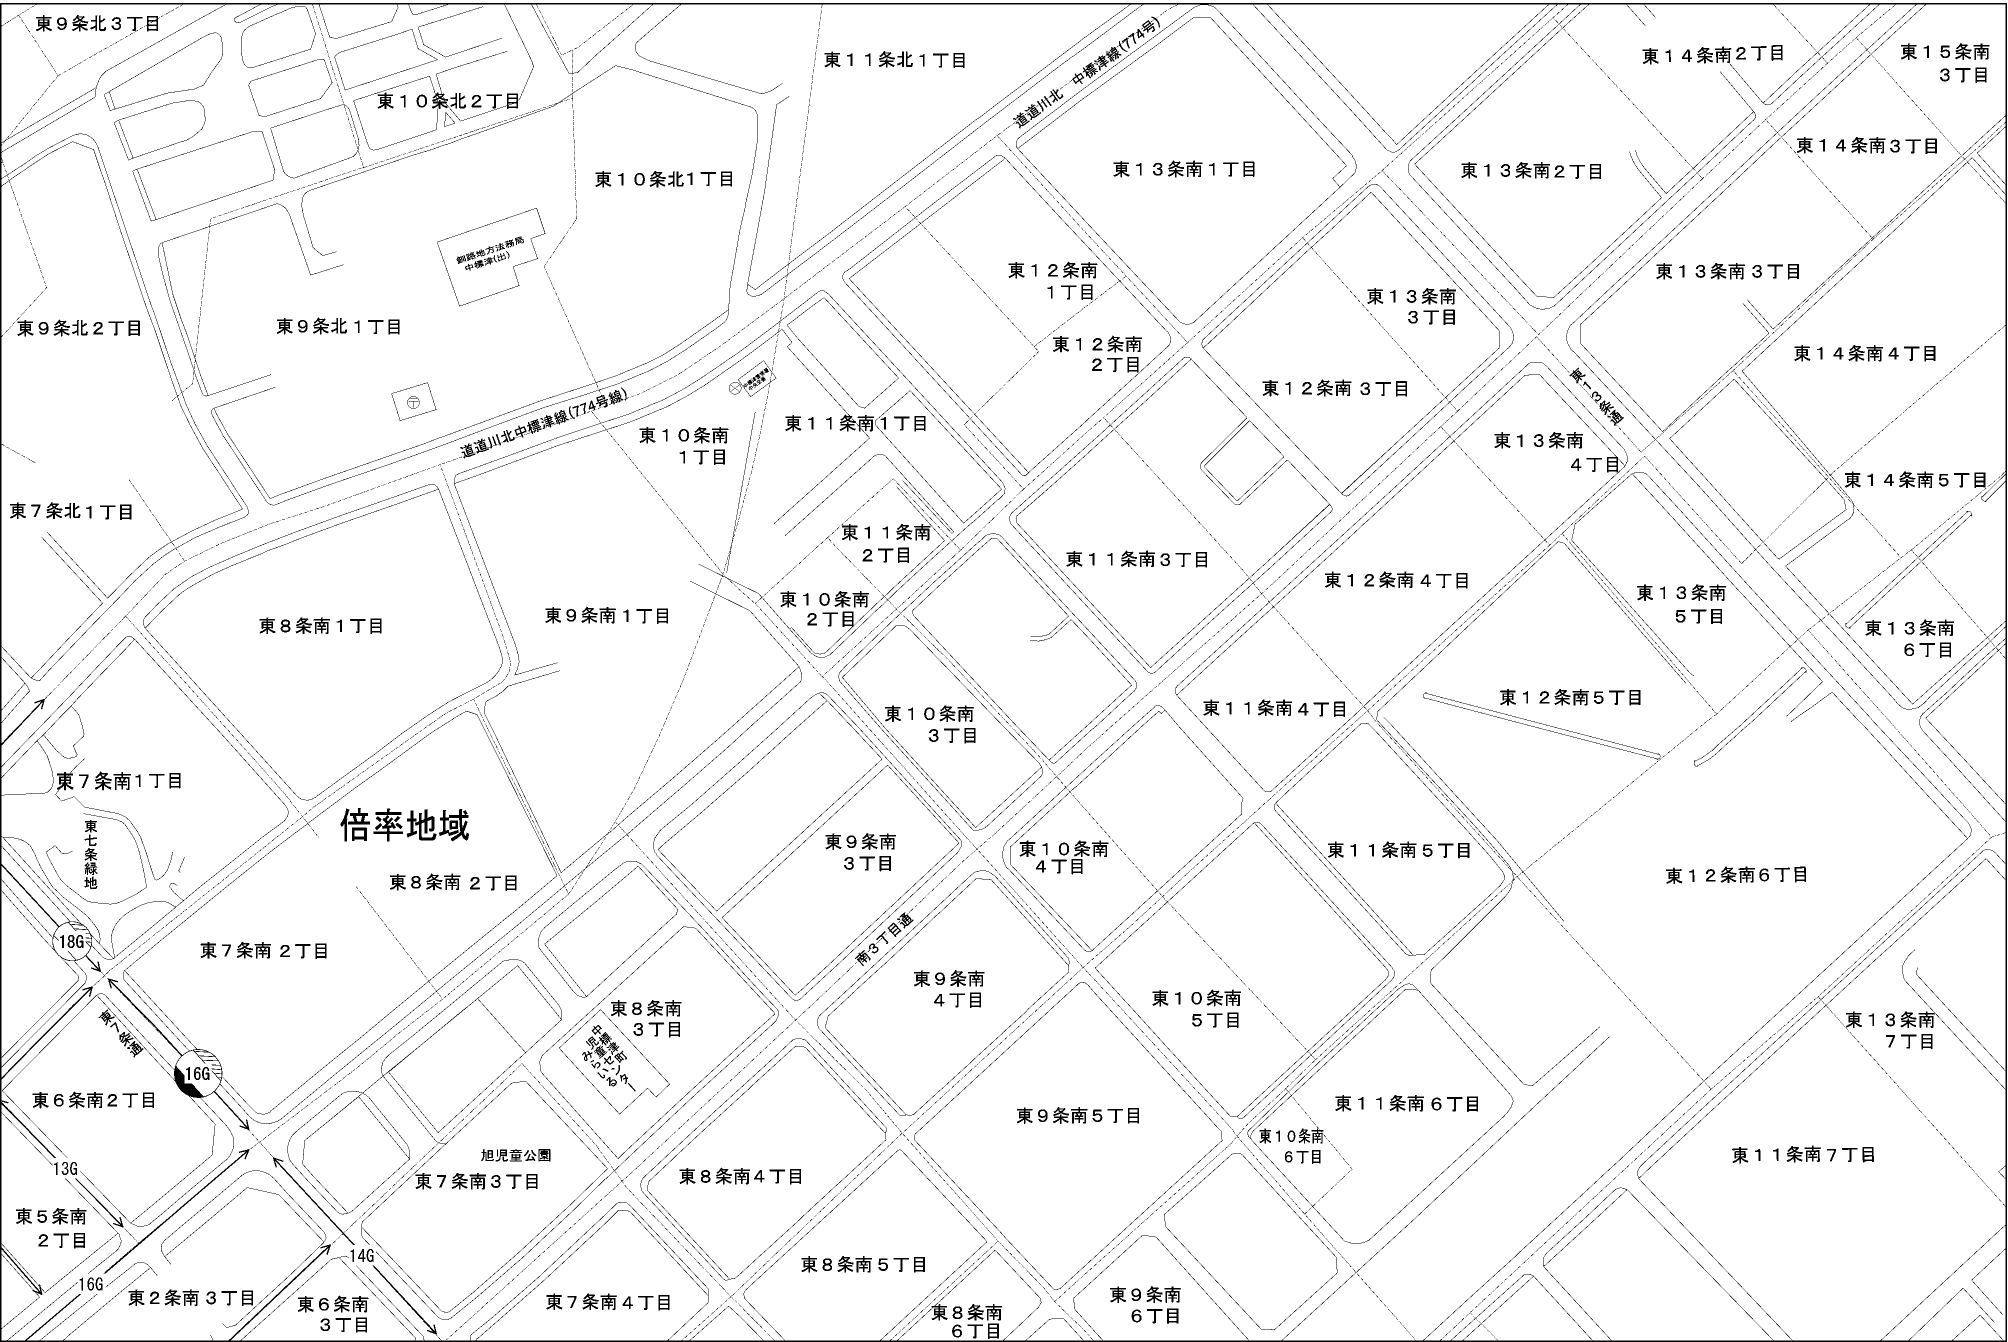 東９条北３丁目
東１０条北２丁目
東１１条北１丁目
道道川北 中標津線(774号)
東１４条南２丁目
東１５条南
３丁目
東１４条南３丁目
東１３条南１丁目
東１３条南２丁目
東１０条北１丁目
釧路地方法務局
中標津(出)
東１２条南
１丁目
東１３条南３丁目
東１３条南
３丁目
東９条北２丁目
東９条北１丁目
東１２条南
２丁目
東１４条南４丁目
東１２条南３丁目
東１３条通
〒
道道川北中標津線(774号線)
東１１条南１丁目
東１０条南
１丁目
東１３条南
４丁目
東１４条南５丁目
東７条北１丁目
東１１条南
２丁目
東１１条南３丁目
東１２条南４丁目
東１３条南
５丁目
東１０条南
２丁目
東８条南１丁目
東９条南１丁目
東１３条南
６丁目
東１２条南５丁目
東１０条南
３丁目
東１１条南４丁目
東７条南１丁目
倍率地域
東七条緑地
東９条南
３丁目
東１０条南
４丁目
東１１条南５丁目
東１２条南６丁目
東８条南２丁目
南３丁目通
18G
東７条南２丁目
東９条南
４丁目
東１０条南
５丁目
東８条南
３丁目
東１３条南
７丁目
東７条通
中標津町
児童センター
みらいる
16G
東６条南２丁目
東９条南５丁目
東１１条南６丁目
東１０条南
６丁目
旭児童公園
東１１条南７丁目
13G
東７条南３丁目
東８条南４丁目
東５条南
２丁目
14G
東８条南５丁目
16G
東２条南３丁目
東６条南
３丁目
東７条南４丁目
東８条南
６丁目
東９条南
６丁目